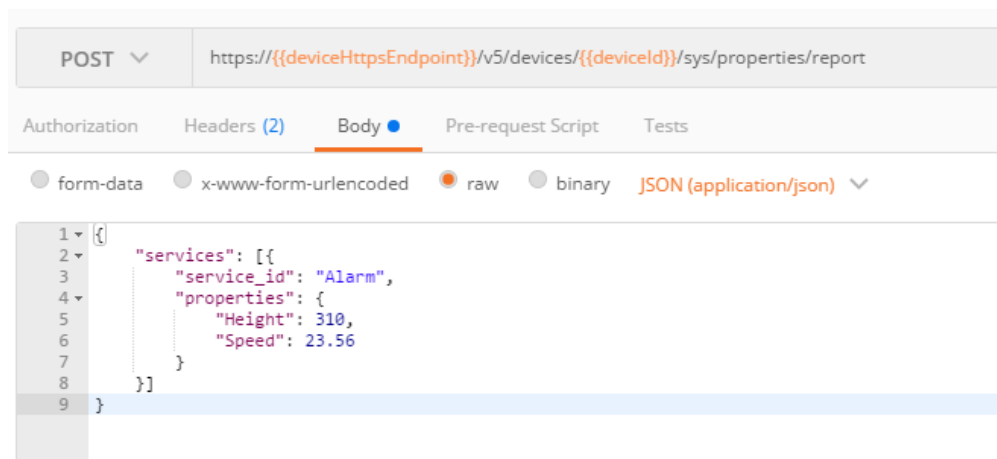 POST https://{{deviceHttpsEndpoint}}/v5/devices/{{deviceId}}/sys/properties/report
Authorization Headers (2) Body Pre-request Script Tests
form-data x-www-form-urlencoded raw binary JSON (application/json)
1 {
2 "services": [{
3 "service_id": "Alarm",
4 "properties": {
5 "Height": 310,
6 "Speed": 23.56
7 }
8 }]
9 }